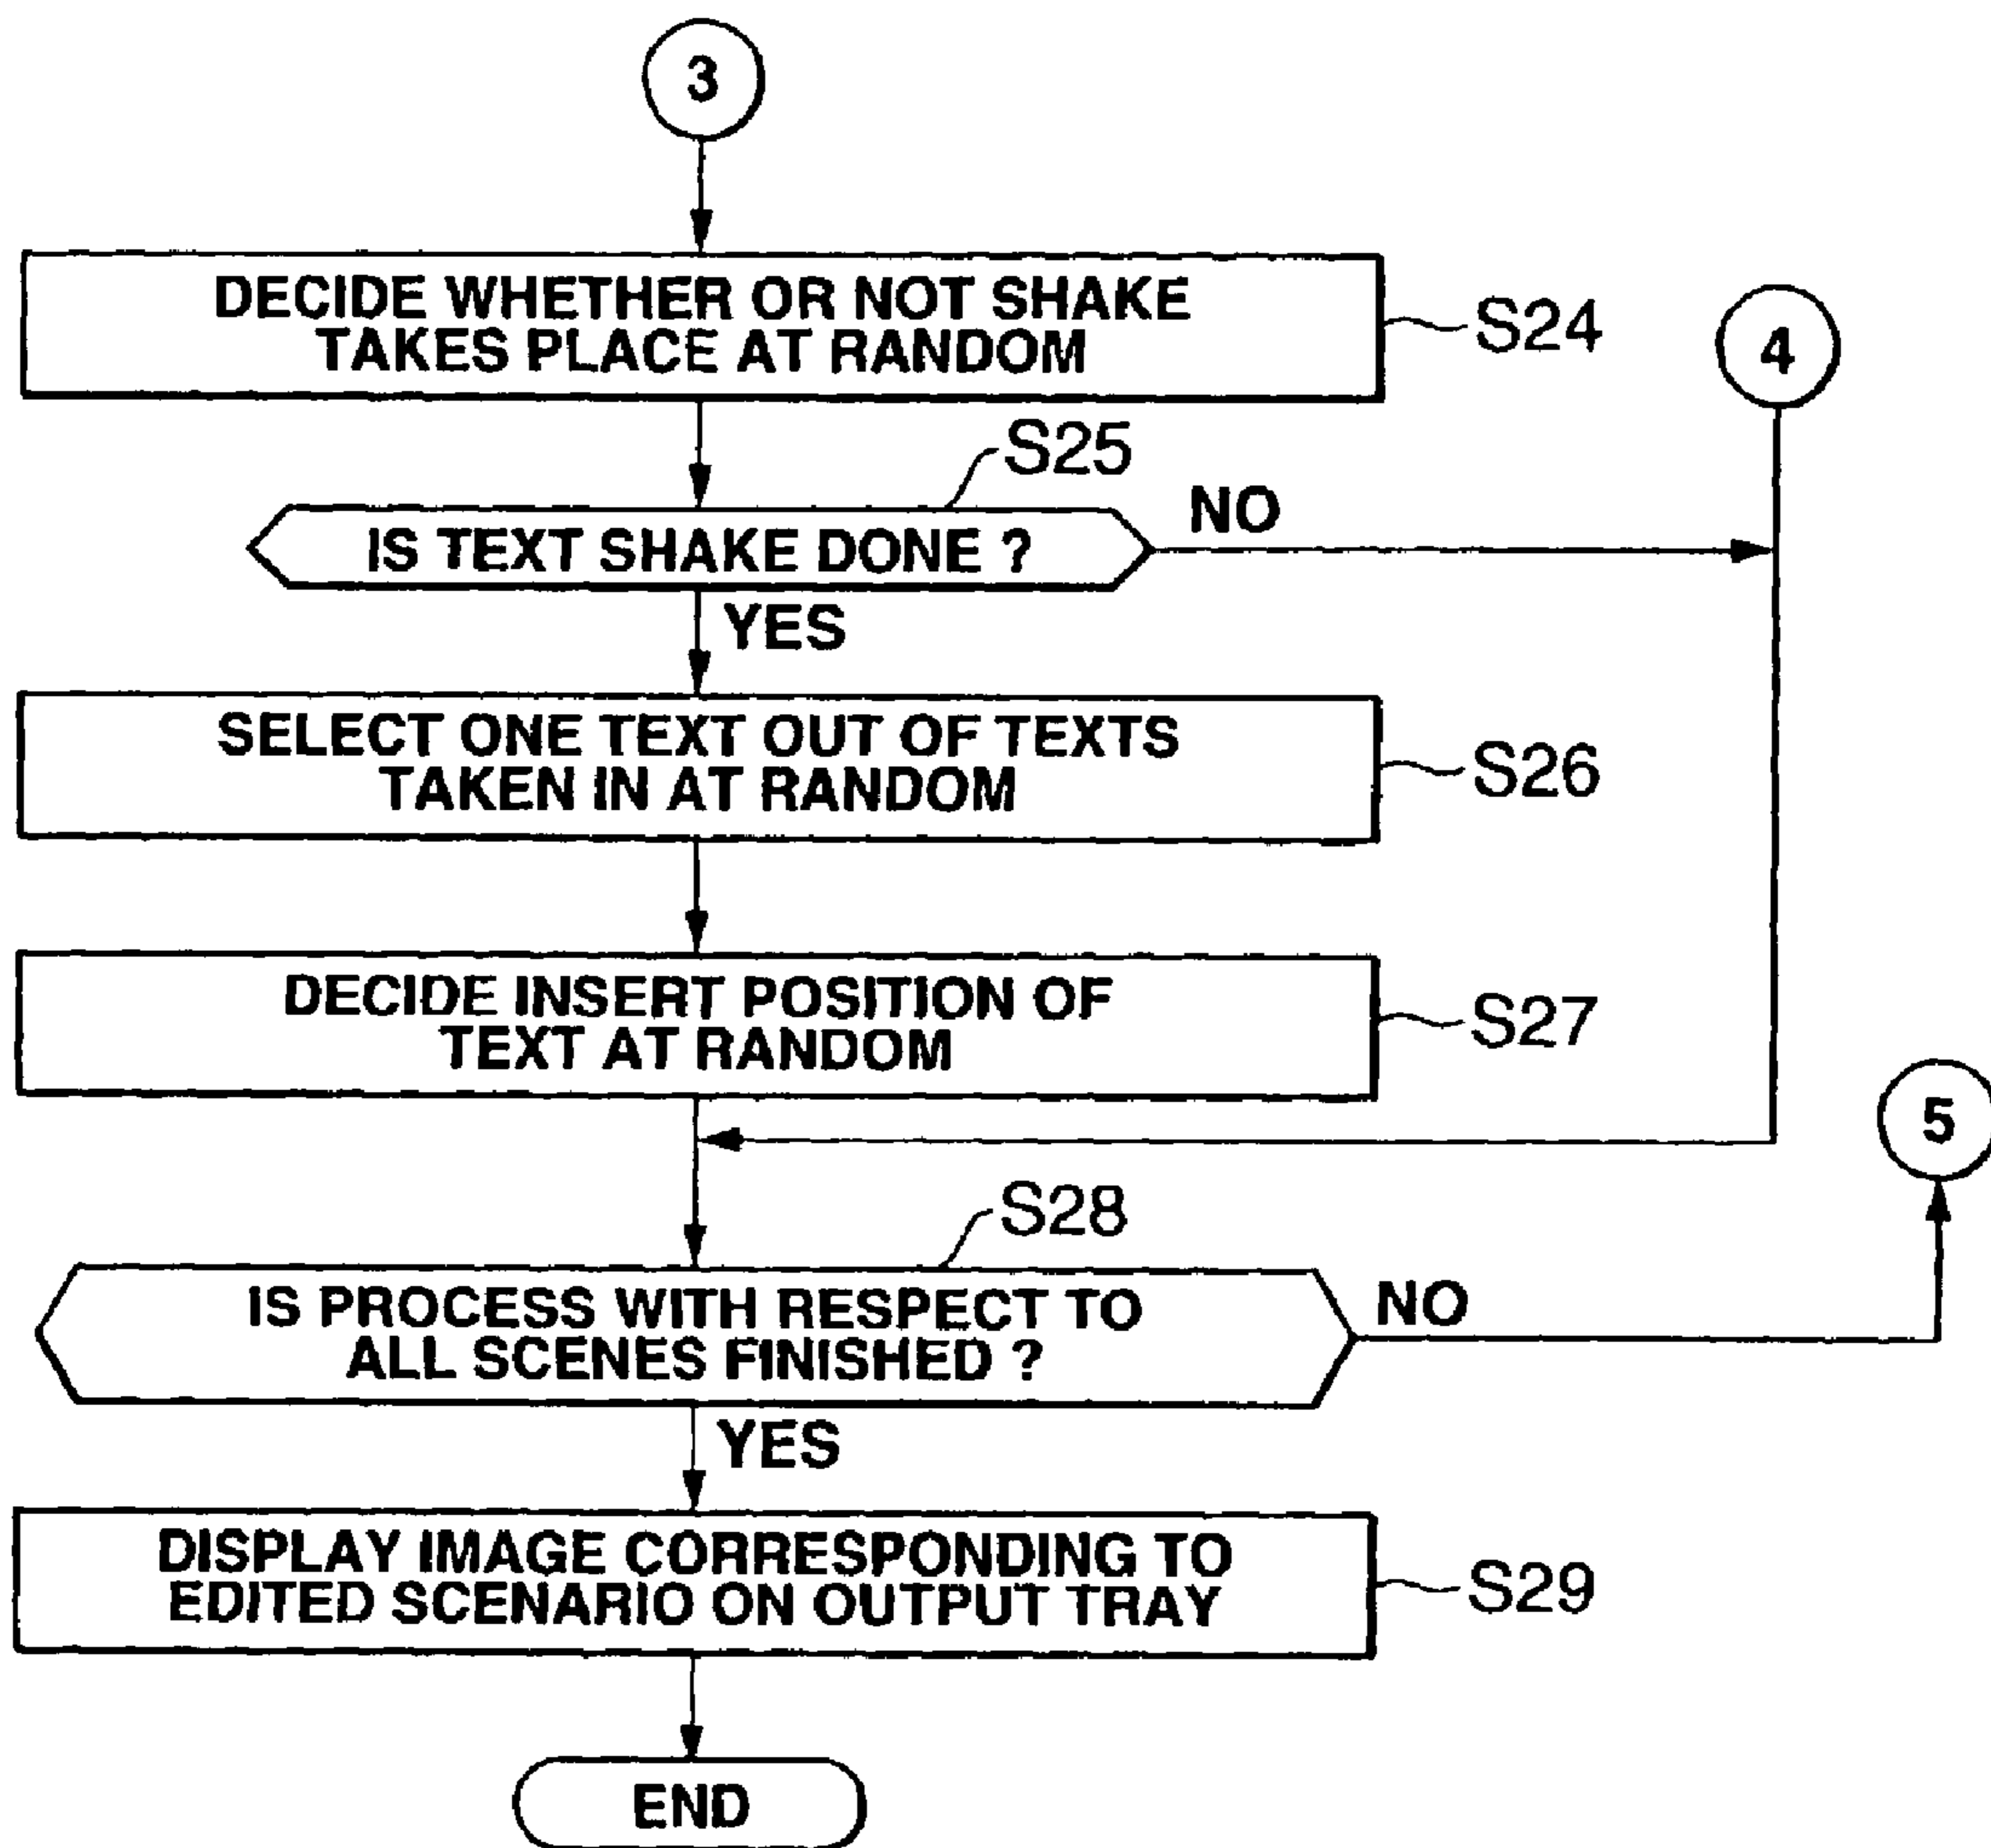 3
DECIDE WHETHER OR NOT SHAKE
TAKES PLACE AT RANDOM
S24
4
S25
IS TEXT SHAKE DONE ?
NO
YES
SELECT ONE TEXT OUT OF TEXTS
TAKEN IN AT RANDOM
S26
DECIDE INSERT POSITION OF
TEXT AT RANDOM
S27
5
S28
IS PROCESS WITH RESPECT TO
ALL SCENES FINISHED ?
NO
YES
DISPLAY IMAGE CORRESPONDING TO
EDITED SCENARIO ON OUTPUT TRAY
S29
END